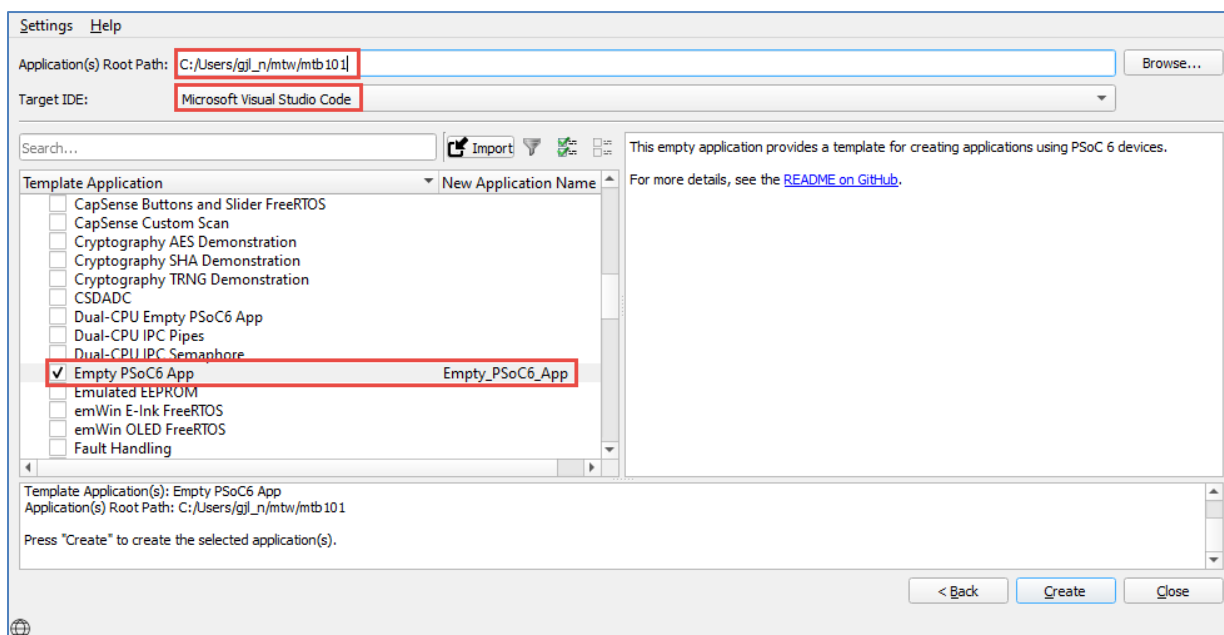 Settings Help
Application(s) Root Path: C:/Users/gjl_n/mtw/mtb101 Browse...
Target IDE: Microsoft Visual Studio Code
Search... Import
Template Application New Application Name
CapSense Buttons and Slider FreeRTOS
CapSense Custom Scan
Cryptography AES Demonstration
Cryptography SHA Demonstration
Cryptography TRNG Demonstration
CSDADC
Dual-CPU Empty PSoC6 App
Dual-CPU IPC Pipes
Dual-CPU IPC Semaphore
Empty PSoC6 App Empty_PSoC6_App
Emulated EEPROM
emWin E-Ink FreeRTOS
emWin OLED FreeRTOS
Fault Handling
This empty application provides a template for creating applications using PSoC 6 devices.
For more details, see the README on GitHub.
Template Application(s): Empty PSoC6 App
Application(s) Root Path: C:/Users/gjl_n/mtw/mtb101
Press "Create" to create the selected application(s).
< Back Create Close